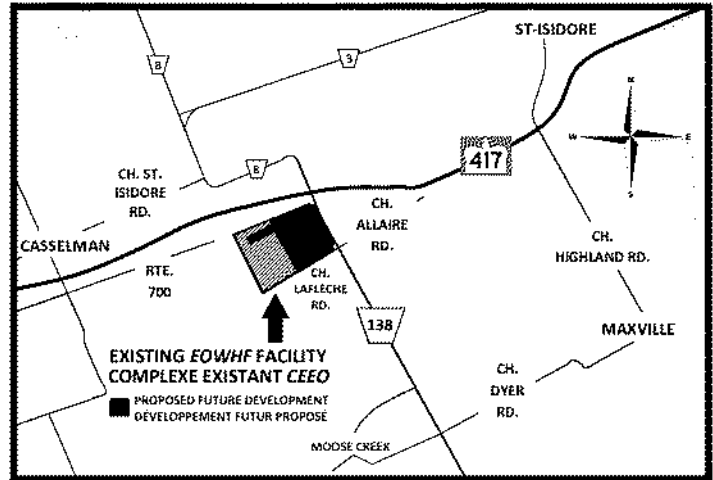 ST-ISIDORE
8
3
N
W
E
S
417
8
CH. ST.
ISIDORE
RD.
CH.
ALLAIRE
RD.
CASSELMAN
RTE.
700
CH.
LAFLÈCHE
RD.
CH.
HIGHLAND RD.
138
MAXVILLE
EXISTING EOWHF FACILITY
COMPLEXE EXISTANT CEEO
PROPOSED FUTURE DEVELOPMENT
DÉVELOPPEMENT FUTUR PROPOSÉ
CH.
DYER
RD.
MOOSE CREEK